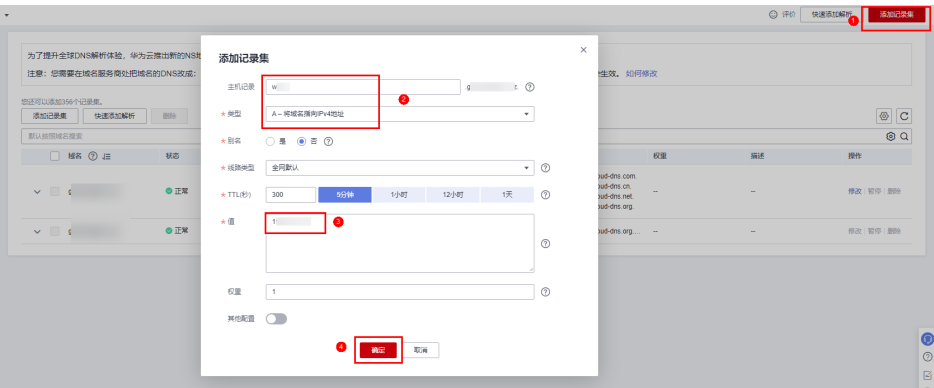 评价 快速添加解析 1 添加记录集
为了提升全球DNS解析体验，华为云推出新的NS地
注意：您需要在域名服务商处把域名的DNS改成：
生效。如何修改
您还可以添加356个记录集。
添加记录集 快速添加解析 删除
默认按照域名搜索
域名 状态 权重 描述 操作
正常
oud-dns.com.
oud-dns.cn.
oud-dns.net.
oud-dns.org.
-- -- 修改 暂停 删除
正常 oud-dns.org.... -- -- 修改 暂停 删除
添加记录集
主机记录 w .g r.
2
* 类型 A – 将域名指向IPv4地址
* 别名 是 否
* 线路类型 全网默认
* TTL(秒) 300 5分钟 1小时 12小时 1天
* 值 1 3
权重 1
其他配置
4 确定 取消